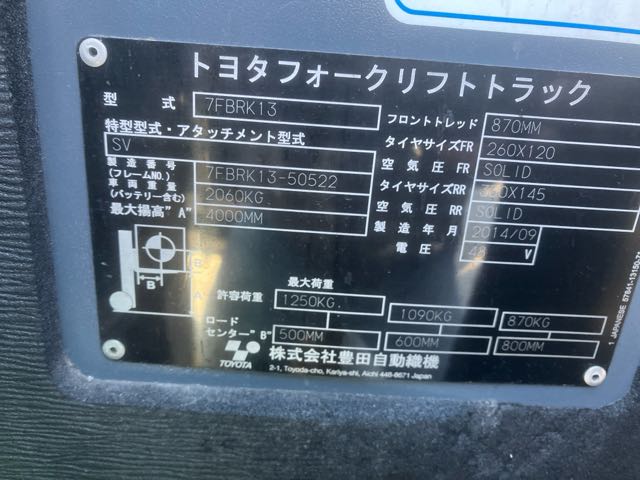 トヨタフォークリフトトラック
型 式 7FBRK13
特型型式・アタッチメント型式
SV
製造番号
(フレームNO.) 7FBRK13-50522
車両重量
(バッテリー含む) 2060KG
最大揚高"A" 4000MM
フロントトレッド 870MM
タイヤサイズFR 260X120
空気圧 FR SOLID
タイヤサイズRR
空気圧 RR SOLID
製造年月 2014/09
電圧 48 V
B
"B"
A
最大荷重
許容荷重 1250KG 1090KG 870KG
ロード
センター"B" 500MM 600MM 800MM
TOYOTA
株式会社豊田自動織機
2-1, Toyoda-cho, Kariya-shi, Aichi 448-8671 Japan